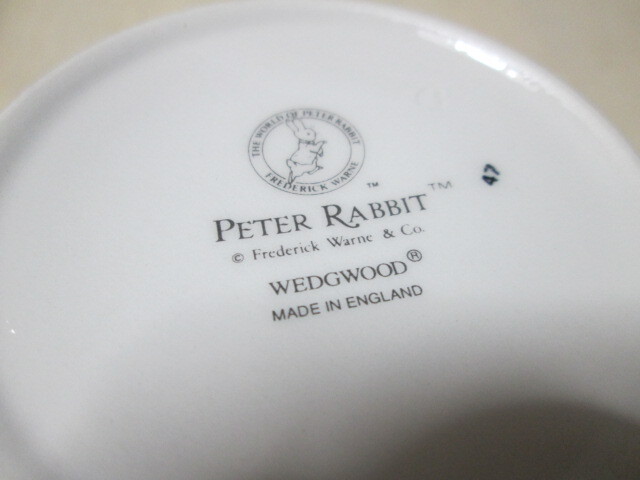 THE WORLD OF PETER RABBIT
FREDERICK WARNE
™
PETER RABBIT™
© Frederick Warne & Co.
WEDGWOOD®
MADE IN ENGLAND
47